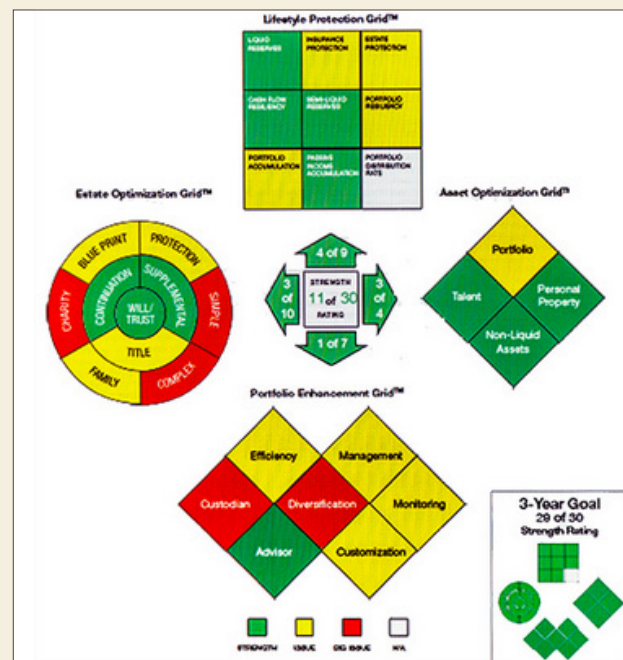 Lifestyle Protection Grid™
LIQUID
RESERVES
INSURANCE
PROTECTION
ESTATE
PROTECTION
CASH FLOW
RESILIENCY
SEMI-LIQUID
RESERVES
PORTFOLIO
RESILIENCY
PORTFOLIO
ACCUMULATION
PASSIVE
INCOME
ACCUMULATION
PORTFOLIO
DISTRIBUTION
RATE
Estate Optimization Grid™
BLUE PRINT
PROTECTION
CHARITY
CONTINUATION
SUPPLEMENTAL
SIMPLE
WILL/
TRUST
TITLE
FAMILY
COMPLEX
4 of 9
3
of
10
STRENGTH
11 of 30
RATING
3
of
4
1 of 7
Asset Optimization Grid™
Portfolio
Talent
Personal
Property
Non-Liquid
Assets
Portfolio Enhancement Grid™
Efficiency
Management
Custodian
Diversification
Monitoring
Advisor
Customization
STRENGTH
ISSUE
BIG ISSUE
N/A
3-Year Goal
29 of 30
Strength Rating